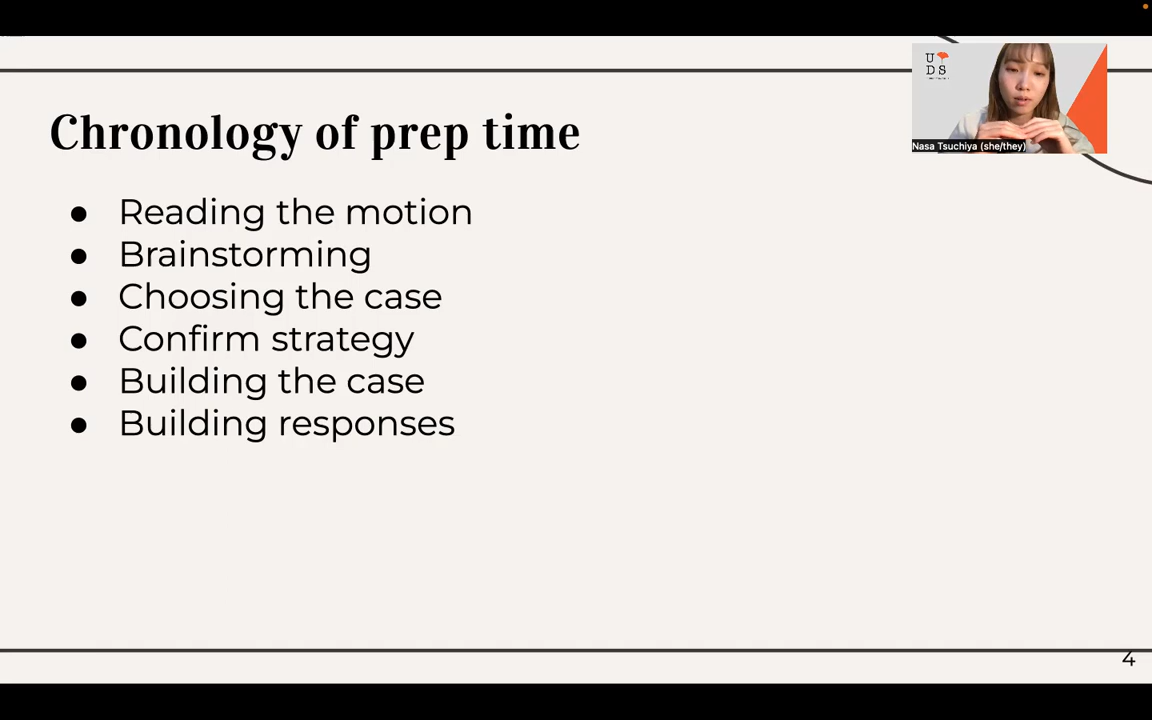 Chronology of prep time
● Reading the motion
● Brainstorming
● Choosing the case
● Confirm strategy
● Building the case
● Building responses
U
D S
Nasa Tsuchiya (she/they)
4